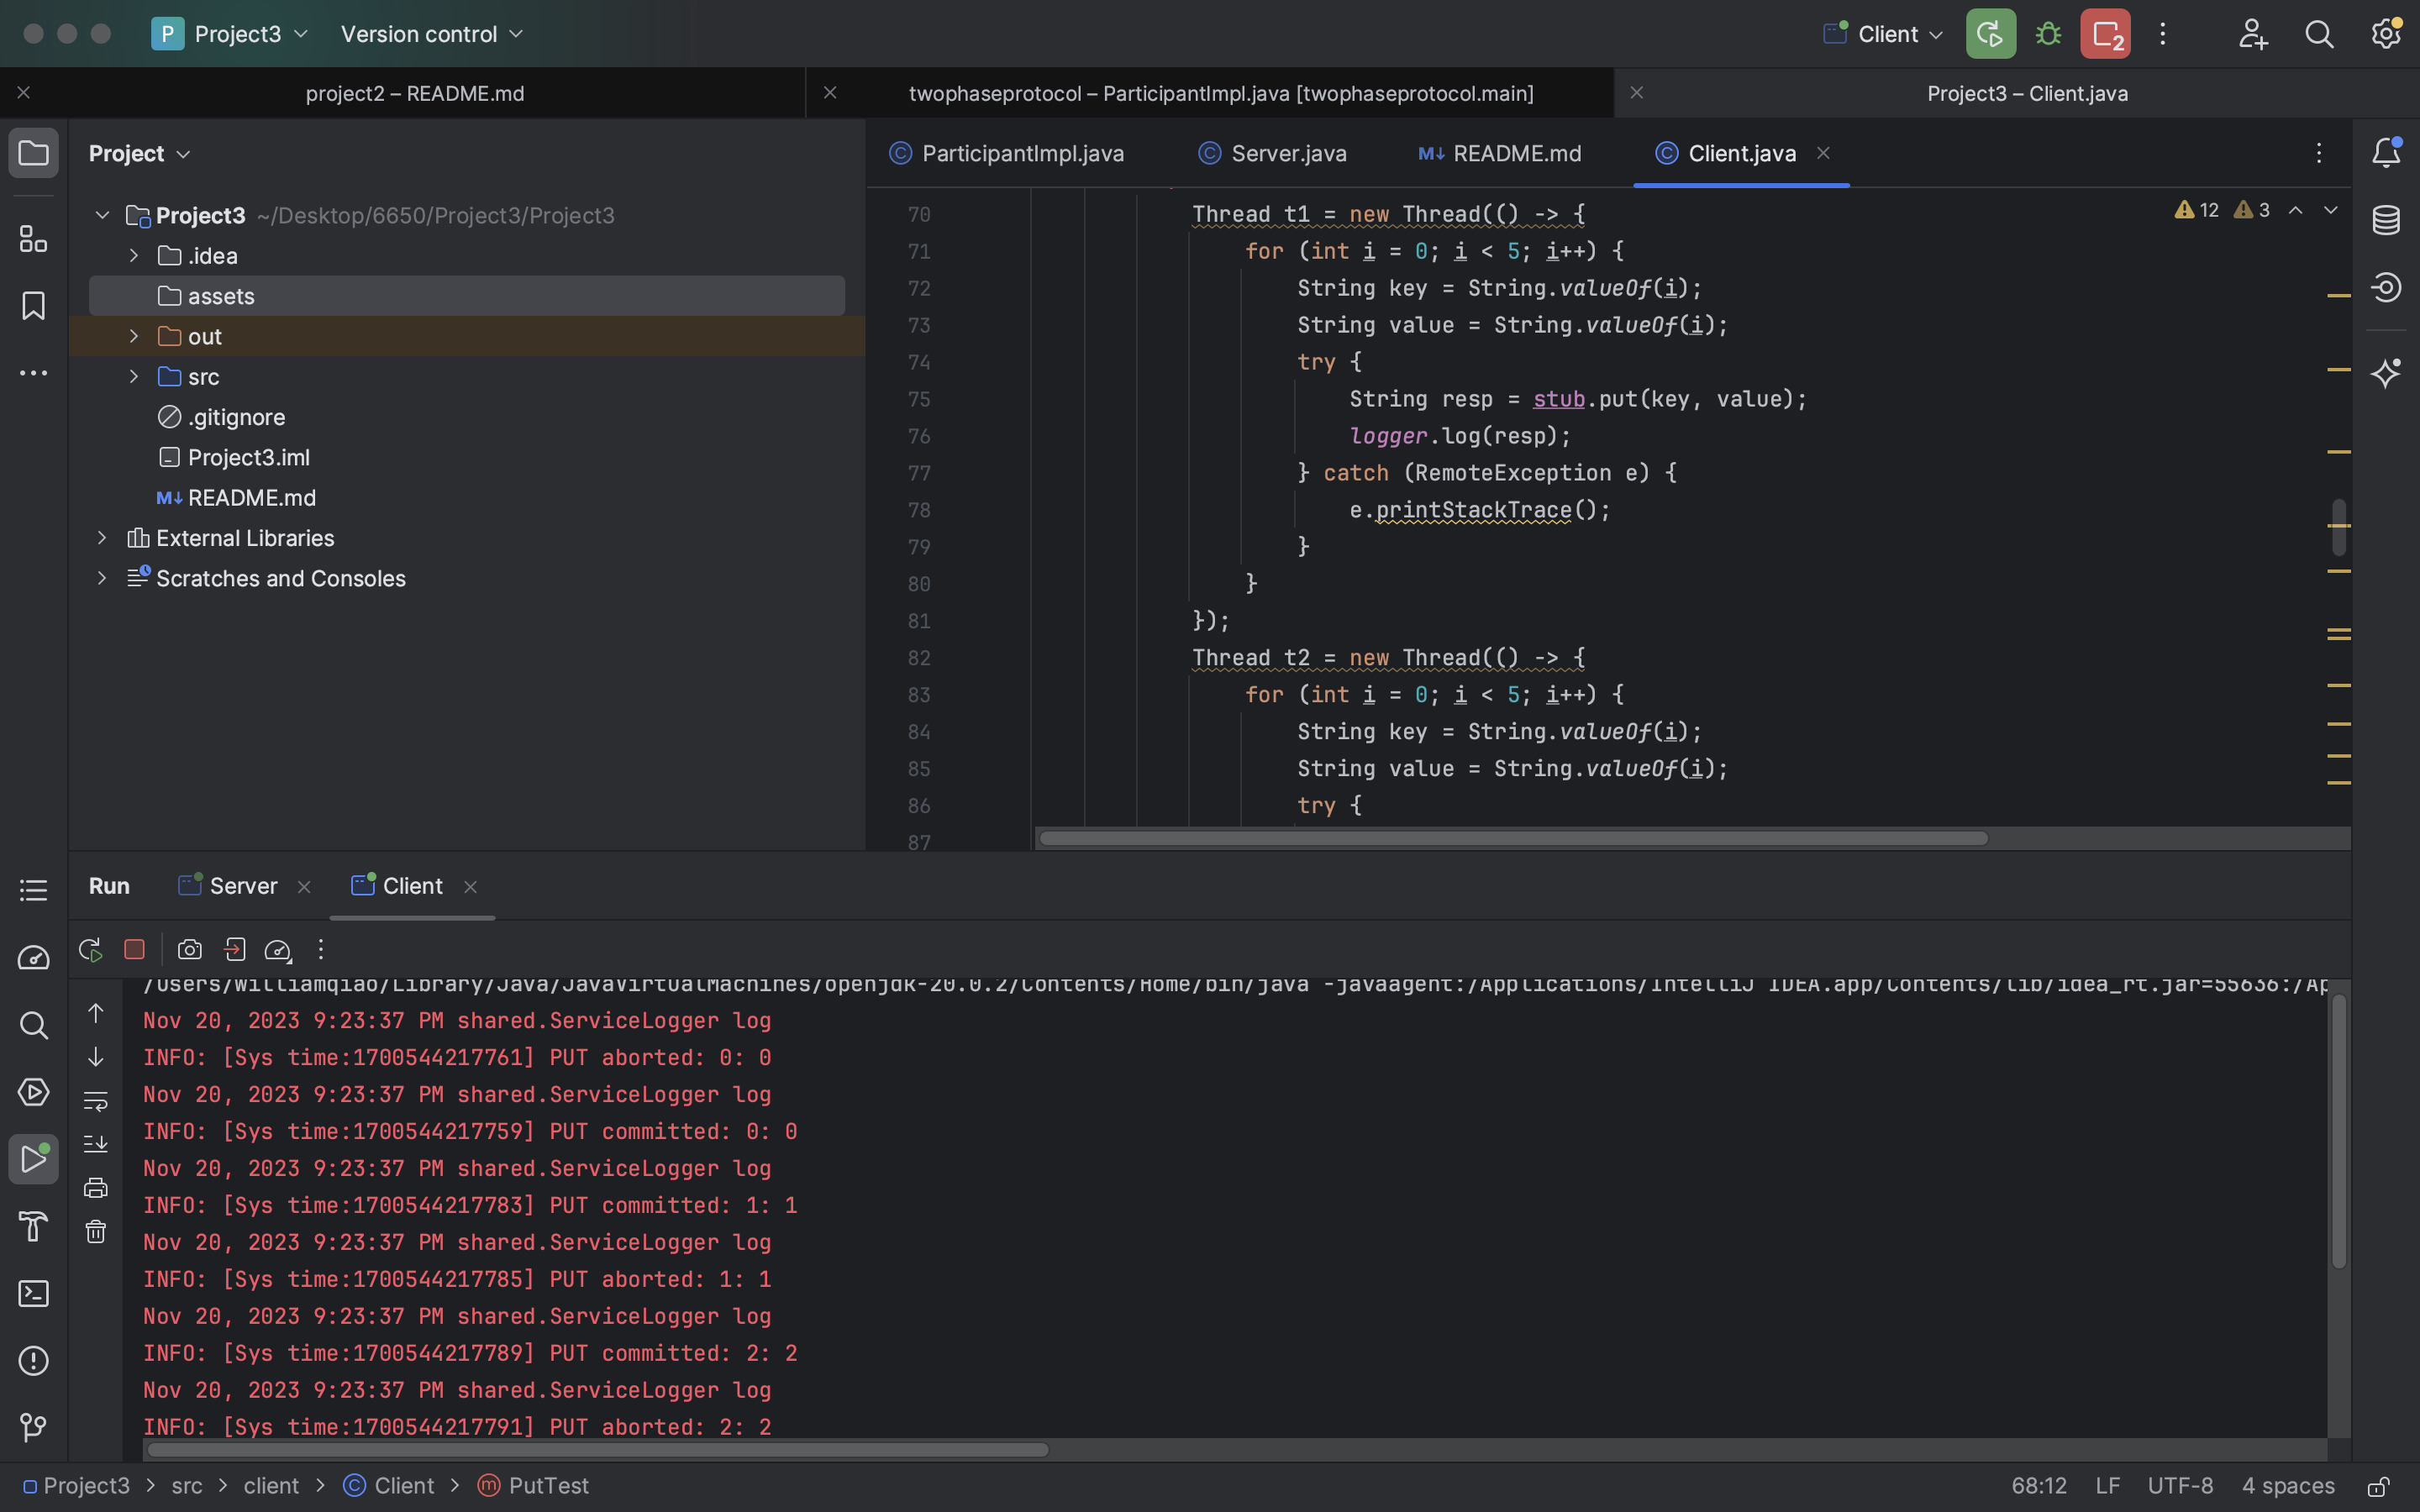 P Project3 Version control Client 2
project2 – README.md twophaseprotocol – ParticipantImpl.java [twophaseprotocol.main] Project3 – Client.java
Project
Project3 ~/Desktop/6650/Project3/Project3
.idea
assets
out
src
.gitignore
Project3.iml
M↓ README.md
External Libraries
Scratches and Consoles
ParticipantImpl.java Server.java M↓ README.md Client.java
12 3
70 Thread t1 = new Thread(() -> {
71 for (int i = 0; i < 5; i++) {
72 String key = String.valueOf(i);
73 String value = String.valueOf(i);
74 try {
75 String resp = stub.put(key, value);
76 logger.log(resp);
77 } catch (RemoteException e) {
78 e.printStackTrace();
79 }
80 }
81 });
82 Thread t2 = new Thread(() -> {
83 for (int i = 0; i < 5; i++) {
84 String key = String.valueOf(i);
85 String value = String.valueOf(i);
86 try {
87
Run Server Client
/Users/williamqiao/Library/Java/JavaVirtualMachines/openjdk-20.0.2/Contents/Home/bin/java -javaagent:/Applications/IntelliJ IDEA.app/Contents/lib/idea_rt.jar=55636:/Ap
Nov 20, 2023 9:23:37 PM shared.ServiceLogger log
INFO: [Sys time:1700544217761] PUT aborted: 0: 0
Nov 20, 2023 9:23:37 PM shared.ServiceLogger log
INFO: [Sys time:1700544217759] PUT committed: 0: 0
Nov 20, 2023 9:23:37 PM shared.ServiceLogger log
INFO: [Sys time:1700544217783] PUT committed: 1: 1
Nov 20, 2023 9:23:37 PM shared.ServiceLogger log
INFO: [Sys time:1700544217785] PUT aborted: 1: 1
Nov 20, 2023 9:23:37 PM shared.ServiceLogger log
INFO: [Sys time:1700544217789] PUT committed: 2: 2
Nov 20, 2023 9:23:37 PM shared.ServiceLogger log
INFO: [Sys time:1700544217791] PUT aborted: 2: 2
Project3 > src > client > Client > PutTest 68:12 LF UTF-8 4 spaces